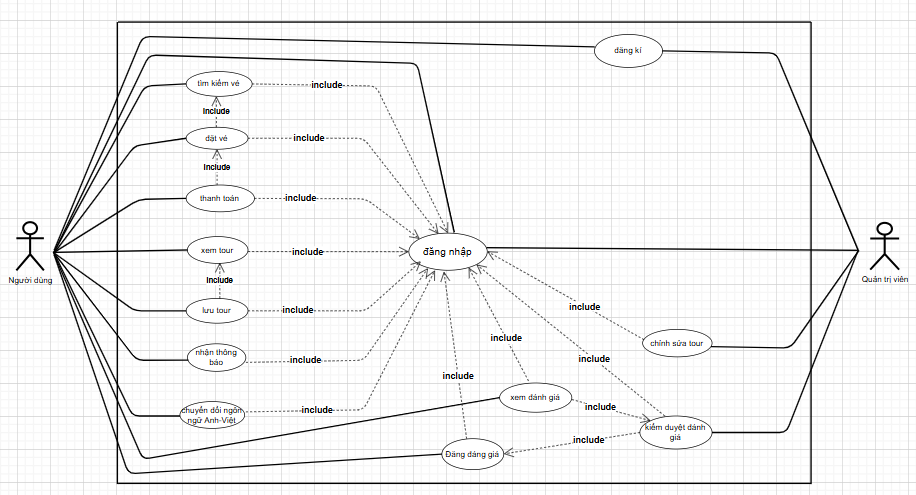 đăng kí
tìm kiếm vé
include
include
đặt vé
include
include
thanh toán
include
đăng nhập
xem tour
include
Người dùng
Quản trị viên
include
lưu tour
include
include
chỉnh sửa tour
include
nhận thông
báo
include
include
include
xem đánh giá
include
chuyển đổi ngôn
ngữ Anh-Việt
include
kiểm duyệt đánh
giá
include
Đăng đáng giá